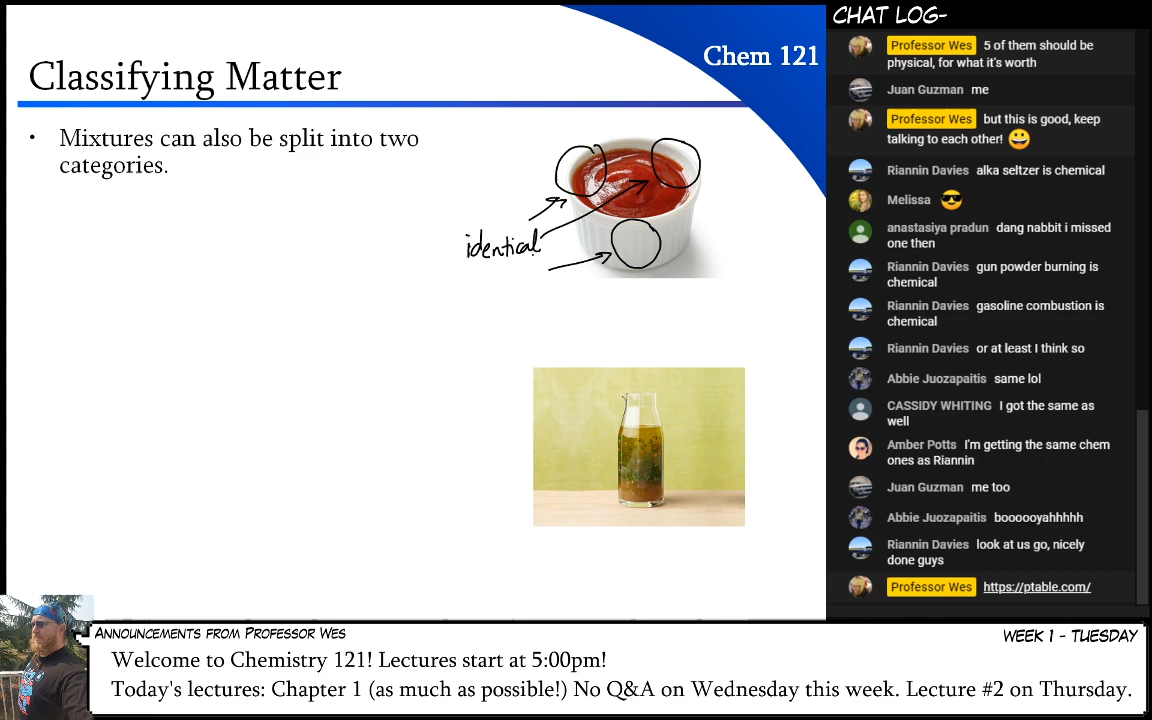 Chem 121
Classifying Matter
• Mixtures can also be split into two
categories.
identical
CHAT LOG-
Professor Wes 5 of them should be
physical, for what it's worth
Juan Guzman me
Professor Wes but this is good, keep
talking to each other! 😀
Riannin Davies alka seltzer is chemical
Melissa 😎
anastasiya pradun dang nabbit i missed
one then
Riannin Davies gun powder burning is
chemical
Riannin Davies gasoline combustion is
chemical
Riannin Davies or at least I think so
Abbie Juozapaitis same lol
CASSIDY WHITING I got the same as
well
Amber Potts I'm getting the same chem
ones as Riannin
Juan Guzman me too
Abbie Juozapaitis boooooyahhhhh
Riannin Davies look at us go, nicely
done guys
Professor Wes https://ptable.com/
Announcements from Professor Wes
Week 1 - Tuesday
Welcome to Chemistry 121! Lectures start at 5:00pm!
Today's lectures: Chapter 1 (as much as possible!) No Q&A on Wednesday this week. Lecture #2 on Thursday.